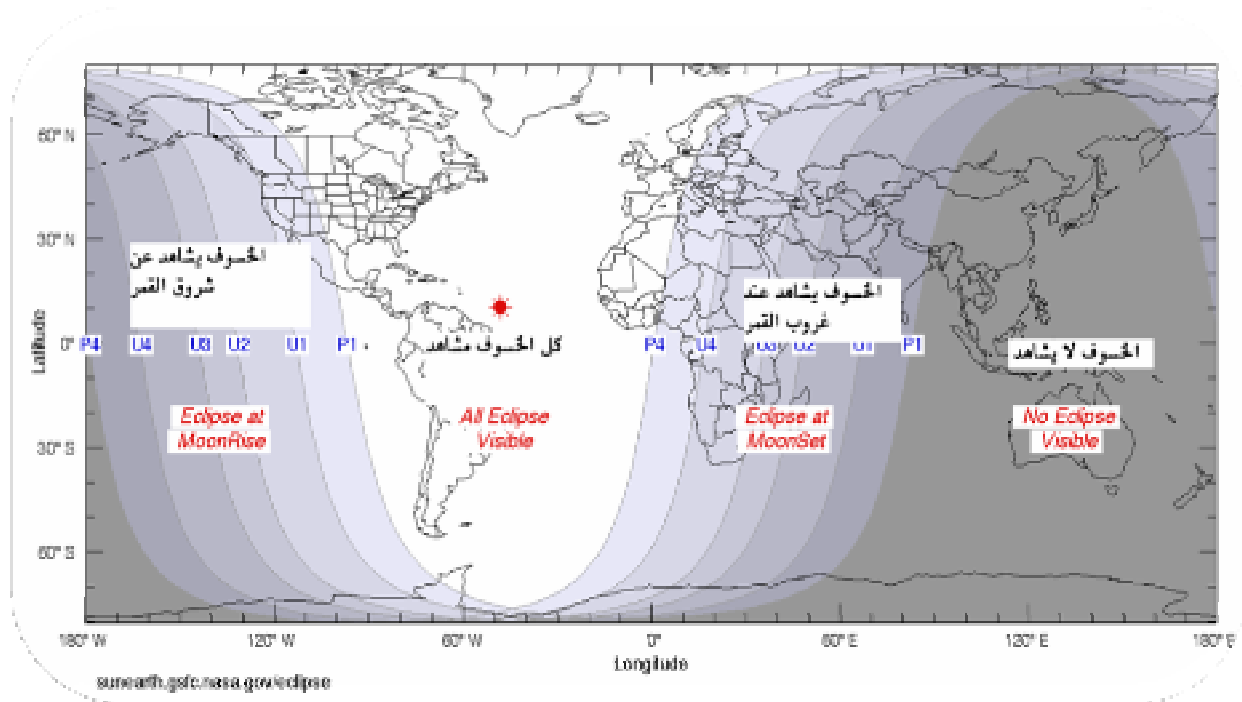 60° N
30° N
الخسوف يشاهد عن
شروق القمر
الخسوف يشاهد عند
غروب القمر
Latitude
0° P4 U4 U3 U2 U1 P1
كل الخسوف مشاهد
P4 U4 U3 U2 U1 P1
الخسوف لا يشاهد
Eclipse at
MoonRise
All Eclipse
Visible
Eclipse at
MoonSet
No Eclipse
Visible
30° S
60° S
180° W 120° W 60° W 0° 60° E 120° E 180° E
Longitude
sunearth.gsfc.nasa.gov/eclipse